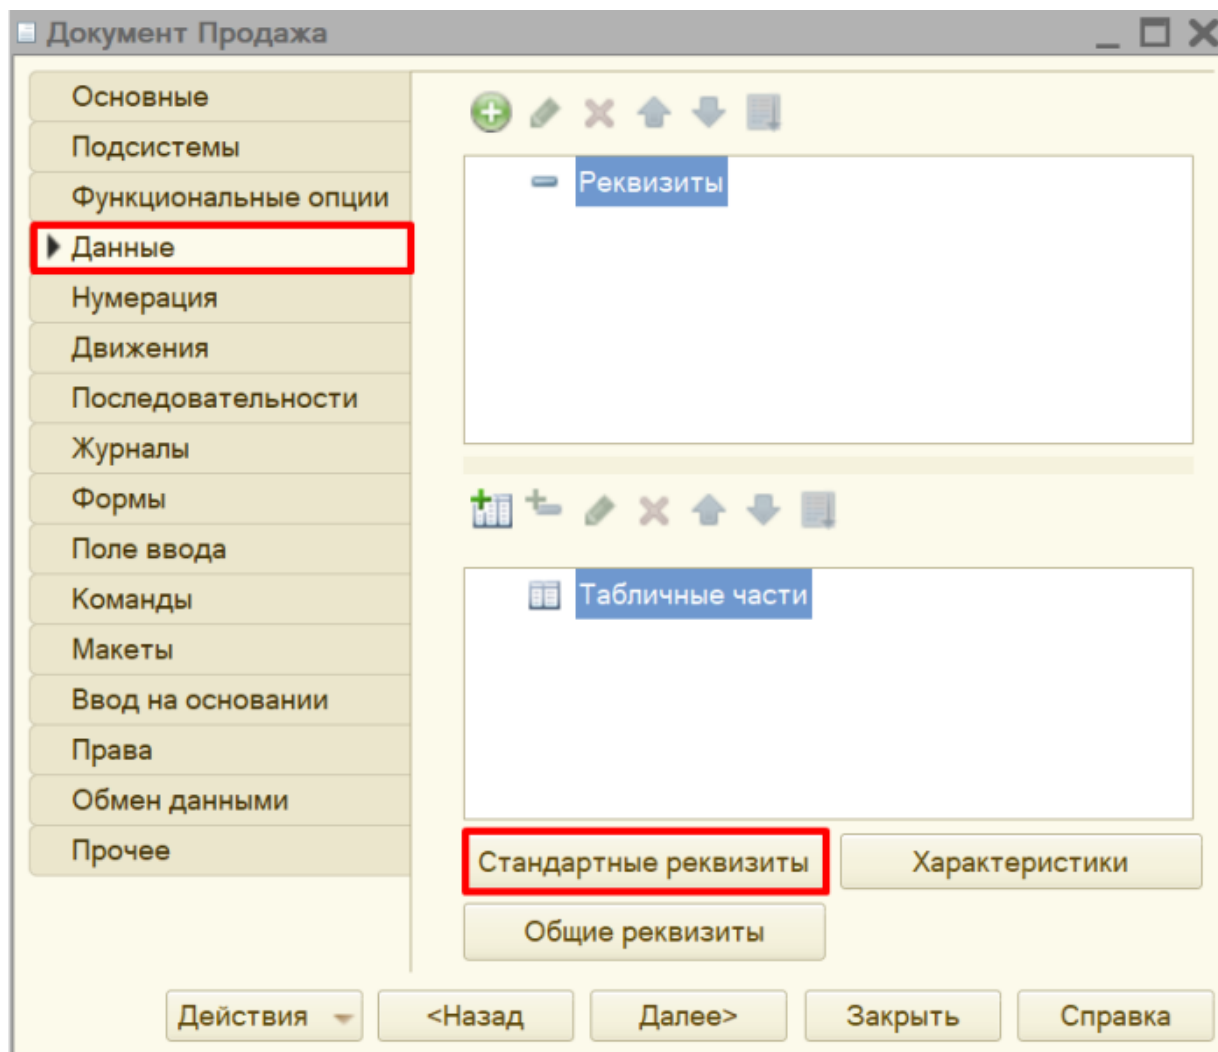 Документ Продажа
Основные
Подсистемы
Функциональные опции
Данные
Нумерация
Движения
Последовательности
Журналы
Формы
Поле ввода
Команды
Макеты
Ввод на основании
Права
Обмен данными
Прочее
Реквизиты
Табличные части
Стандартные реквизиты
Характеристики
Общие реквизиты
Действия
<Назад
Далее>
Закрыть
Справка